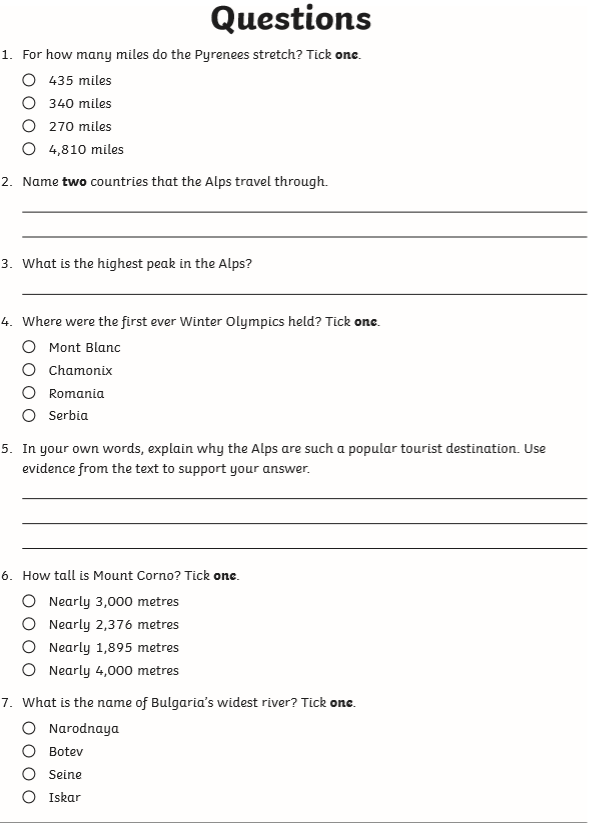 Questions
1. For how many miles do the Pyrenees stretch? Tick one.
435 miles
340 miles
270 miles
4,810 miles
2. Name two countries that the Alps travel through.
3. What is the highest peak in the Alps?
4. Where were the first ever Winter Olympics held? Tick one.
Mont Blanc
Chamonix
Romania
Serbia
5. In your own words, explain why the Alps are such a popular tourist destination. Use
evidence from the text to support your answer.
6. How tall is Mount Corno? Tick one.
Nearly 3,000 metres
Nearly 2,376 metres
Nearly 1,895 metres
Nearly 4,000 metres
7. What is the name of Bulgaria's widest river? Tick one.
Narodnaya
Botev
Seine
Iskar